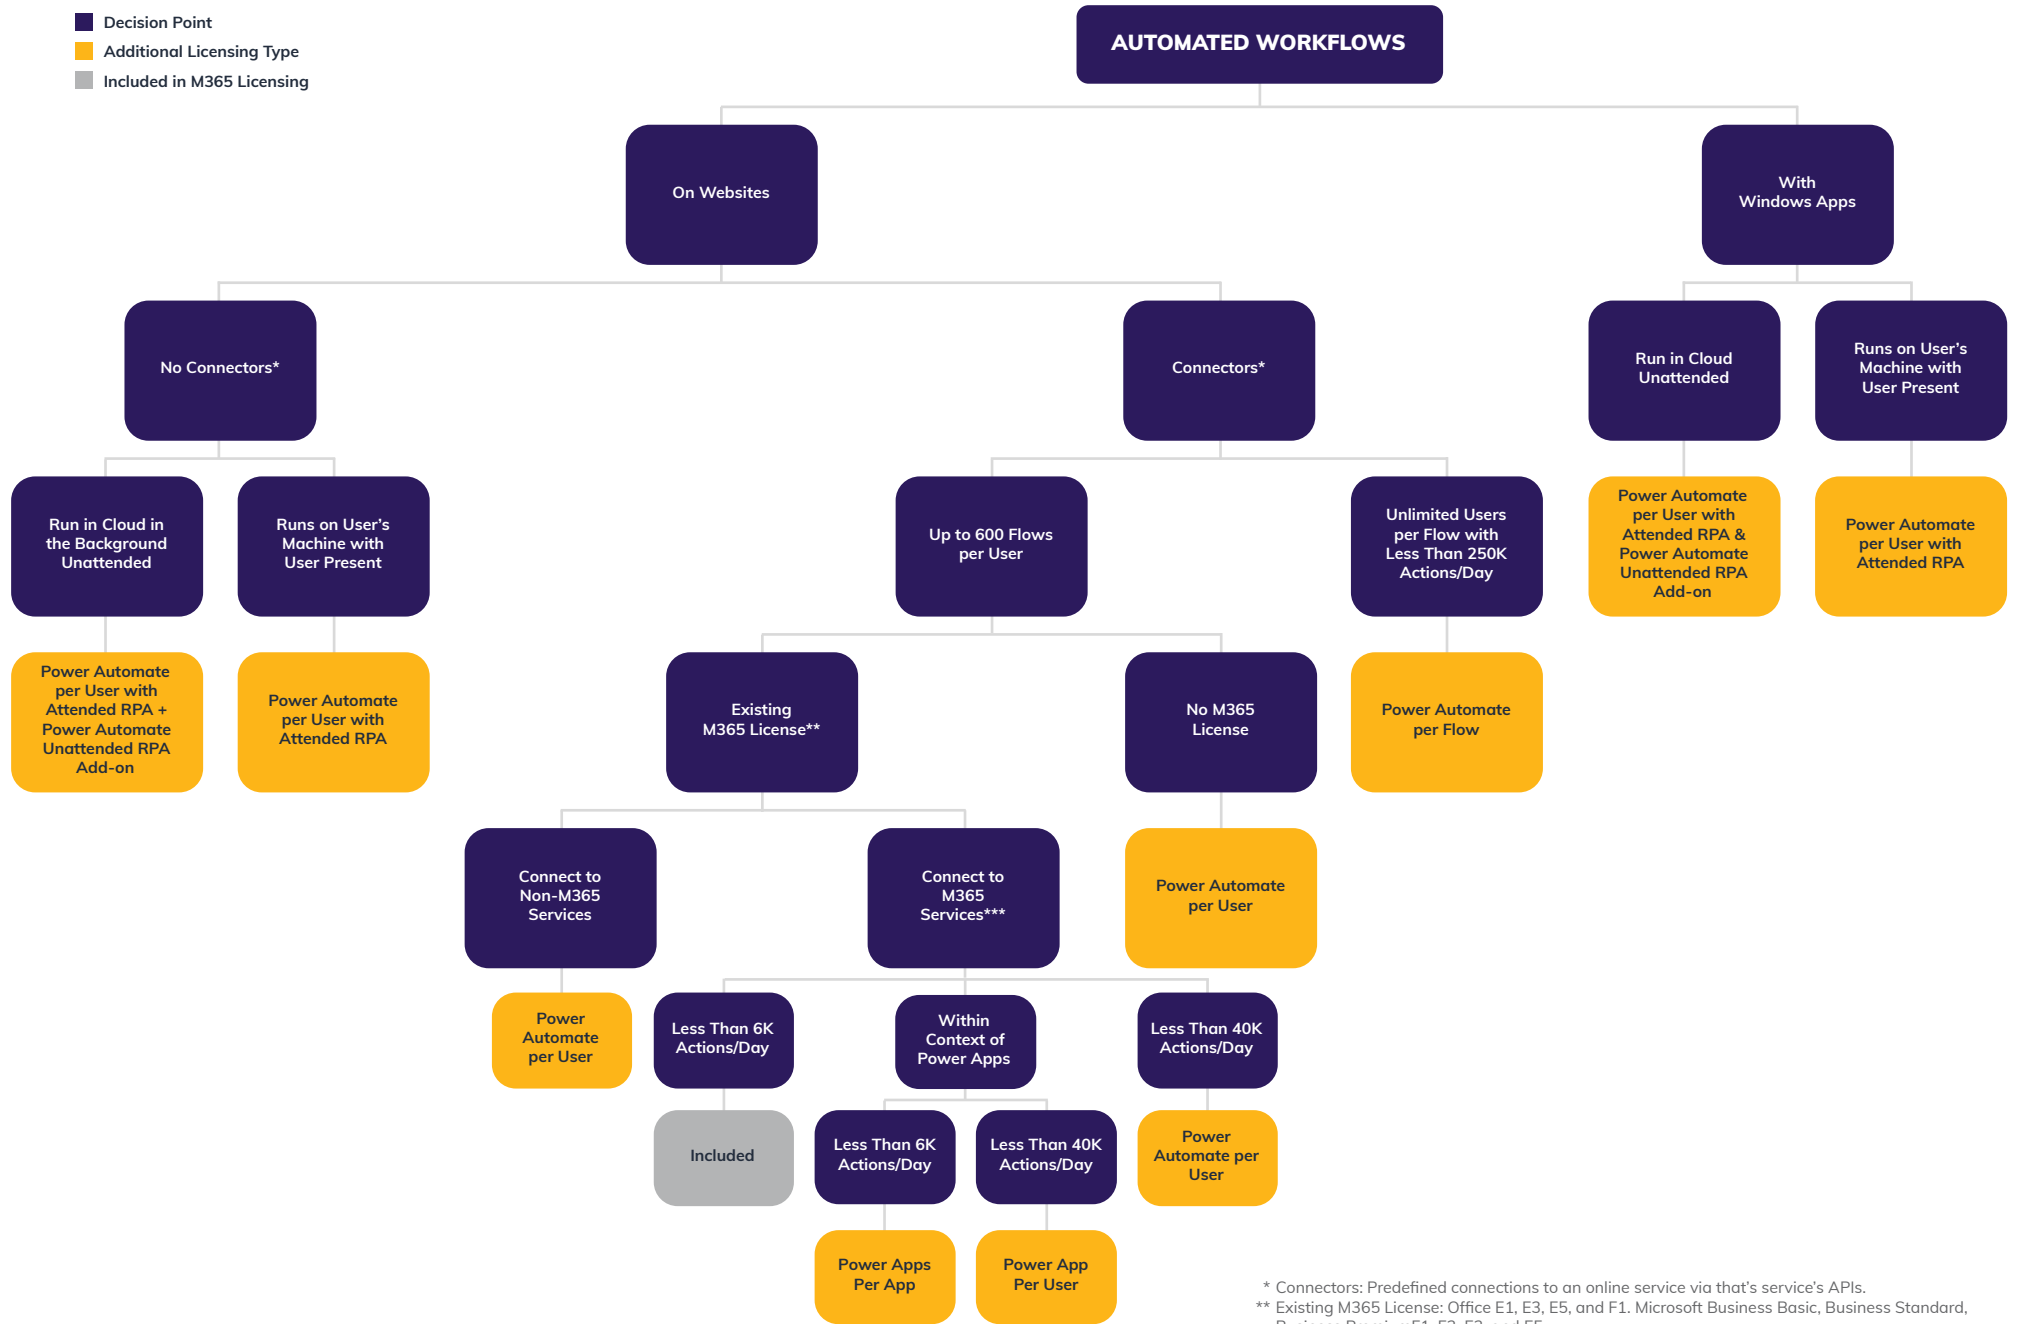 Decision Point
Additional Licensing Type
Included in M365 Licensing
AUTOMATED WORKFLOWS
On Websites
With
Windows Apps
No Connectors*
Connectors*
Run in Cloud
Unattended
Runs on User's
Machine with
User Present
Run in Cloud in
the Background
Unattended
Runs on User's
Machine with
User Present
Up to 600 Flows
per User
Unlimited Users
per Flow with
Less Than 250K
Actions/Day
Power Automate
per User with
Attended RPA &
Power Automate
Unattended RPA
Add-on
Power Automate
per User with
Attended RPA
Power Automate
per User with
Attended RPA +
Power Automate
Unattended RPA
Add-on
Power Automate
per User with
Attended RPA
Existing
M365 License**
No M365
License
Power Automate
per Flow
Connect to
Non-M365
Services
Connect to
M365
Services***
Power Automate
per User
Power
Automate
per User
Less Than 6K
Actions/Day
Within
Context of
Power Apps
Less Than 40K
Actions/Day
Included
Less Than 6K
Actions/Day
Less Than 40K
Actions/Day
Power
Automate per
User
Power Apps
Per App
Power App
Per User
* Connectors: Predefined connections to an online service via that's service's APIs.
** Existing M365 License: Office E1, E3, E5, and F1. Microsoft Business Basic, Business Standard,